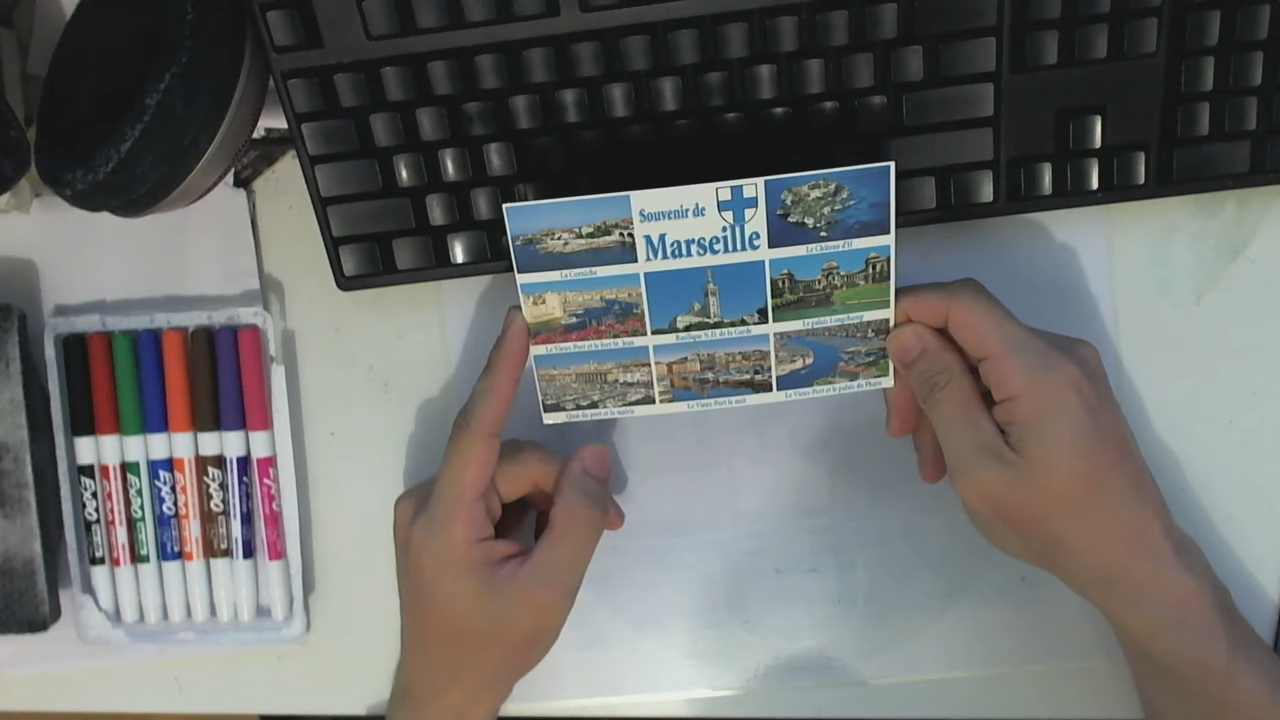 Souvenir de
Marseille
La Corniche
Le Château d'If
Le Vieux-Port et le fort St. Jean
Basilique N.D. de la Garde
Le palais Longchamp
Quai du port et la mairie
Le Vieux-Port la nuit
Le Vieux-Port et le palais du Pharo
EXPO
EXPO
EXPO
EXPO
EXPO
EXPO